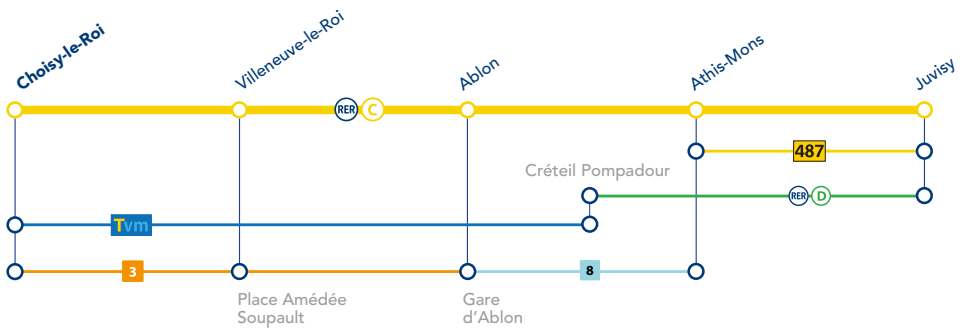 Choisy-le-Roi
Villeneuve-le-Roi
Ablon
Athis-Mons
Juvisy
RER C
487
Créteil Pompadour
RER D
Tvm
3
8
Place Amédée
Soupault
Gare
d'Ablon